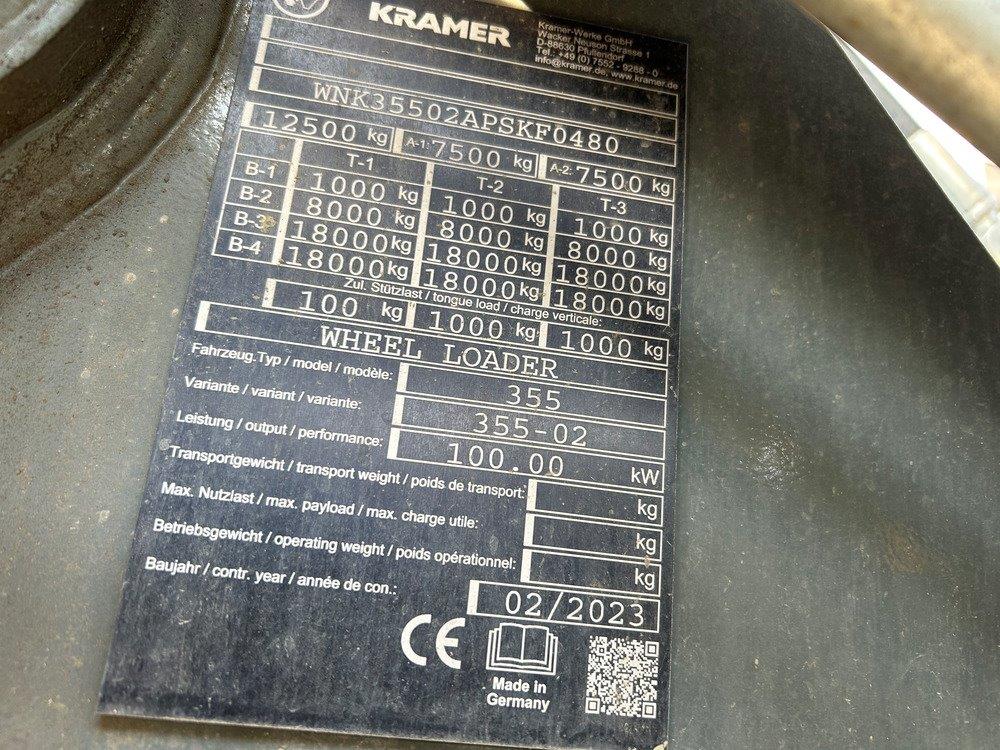 KRAMER
Kramer-Werke GmbH
Wacker Neuson Strasse 1
D-88630 Pfullendorf
Tel. +49 (0) 7552 - 9288 - 0
info@kramer.de, www.kramer.de
WNK35502APSKF0480
12500 kg A-1: 7500 kg A-2: 7500 kg
T-1 T-2 T-3
B-1 1000 kg 1000 kg 1000 kg
B-2 8000 kg 8000 kg 8000 kg
B-3 18000 kg 18000 kg 18000 kg
B-4 18000 kg 18000 kg 18000 kg
Zul. Stützlast / tongue load / charge verticale:
100 kg 1000 kg 1000 kg
WHEEL LOADER
Fahrzeug.Typ / model / modèle: 355
Variante / variant / variante: 355-02
Leistung / output / performance: 100.00 kW
Transportgewicht / transport weight / poids de transport: kg
Max. Nutzlast / max. payload / max. charge utile: kg
Betriebsgewicht / operating weight / poids opérationnel: kg
Baujahr / contr. year / année de con.: 02/2023
CE
Made in
Germany